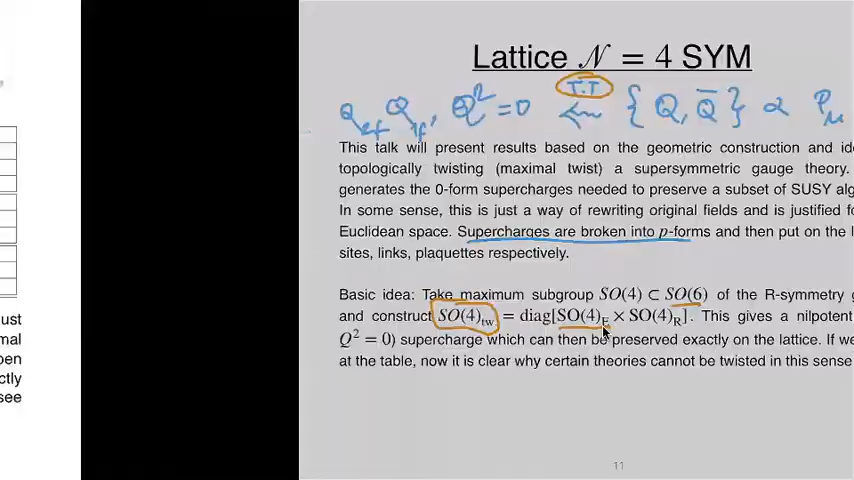 ust
mal
pen
ctly
see
Lattice 𝒩 = 4 SYM
Q₂f Q₁f, Q² = 0 T.T { Q, Q̄ } ∝ Pμ
This talk will present results based on the geometric construction and ide
topologically twisting (maximal twist) a supersymmetric gauge theory.
generates the 0-form supercharges needed to preserve a subset of SUSY alg
In some sense, this is just a way of rewriting original fields and is justified fo
Euclidean space. Supercharges are broken into p-forms and then put on the l
sites, links, plaquettes respectively.
Basic idea: Take maximum subgroup SO(4) ⊂ SO(6) of the R-symmetry g
and construct SO(4)tw = diag[SO(4)E × SO(4)R]. This gives a nilpotent
Q² = 0) supercharge which can then be preserved exactly on the lattice. If we
at the table, now it is clear why certain theories cannot be twisted in this sense
11